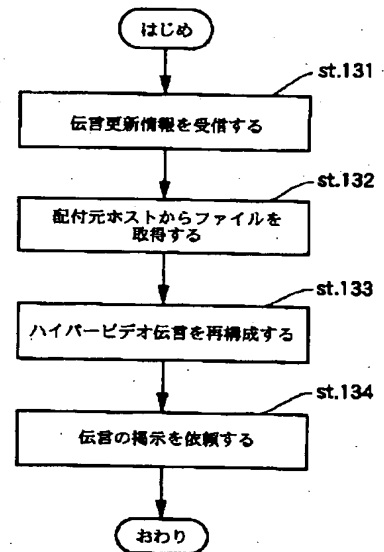 はじめ
st.131
伝言更新情報を受信する
st.132
配付元ホストからファイルを
取得する
st.133
ハイパービデオ伝言を再構成する
st.134
伝言の掲示を依頼する
おわり